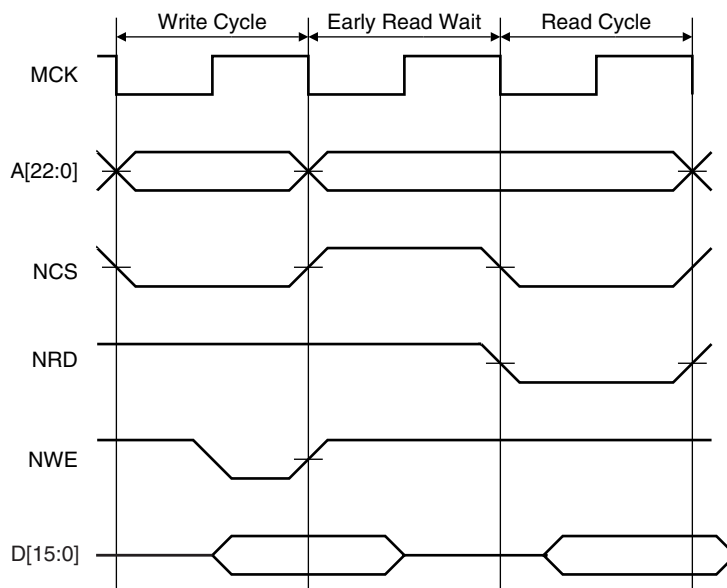 Write Cycle Early Read Wait Read Cycle
MCK
A[22:0]
NCS
NRD
NWE
D[15:0]